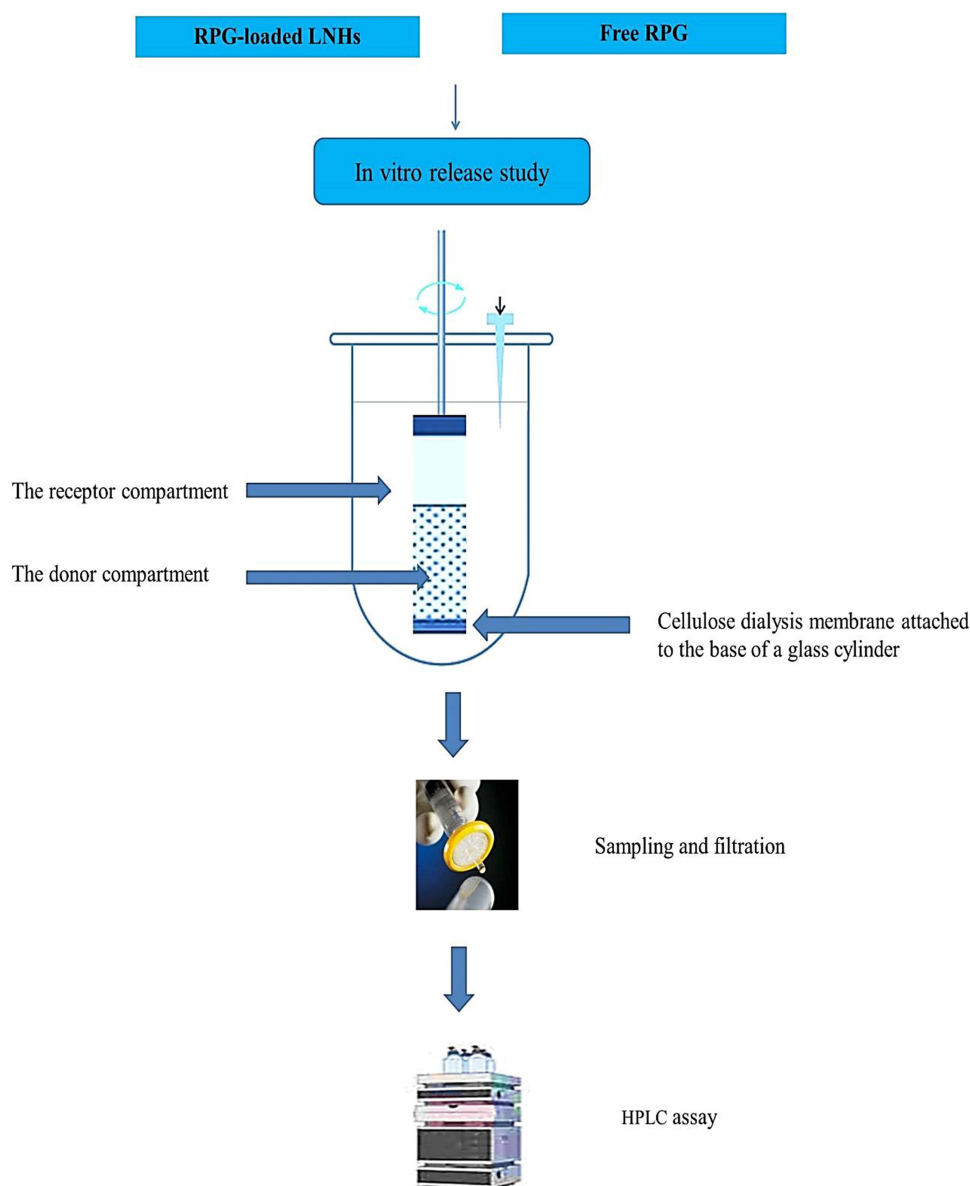 RPG-loaded LNHs
Free RPG
In vitro release study
The receptor compartment
The donor compartment
Cellulose dialysis membrane attached
to the base of a glass cylinder
Sampling and filtration
HPLC assay